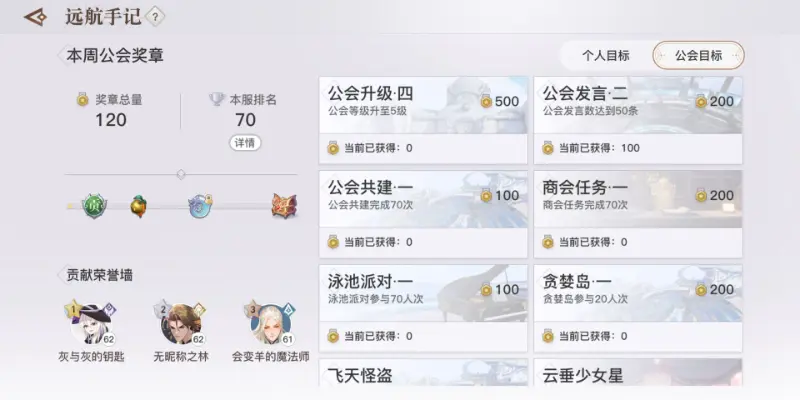 远航手记 ?
本周公会奖章
个人目标
公会目标
奖章总量
120
本服排名
70
详情
公会升级·四
公会等级升至5级
500
当前已获得：0
公会发言·二
公会发言数达到50条
200
当前已获得：100
公会共建·一
公会共建完成70次
100
当前已获得：0
商会任务·一
商会任务完成70次
200
当前已获得：0
泳池派对·一
泳池派对参与70人次
100
当前已获得：0
贪婪岛·一
贪婪岛参与20人次
200
当前已获得：0
飞天怪盗
云垂少女星
贡献荣誉墙
1
62
灰与灰的钥匙
2
62
无昵称之林
3
61
会变羊的魔法师